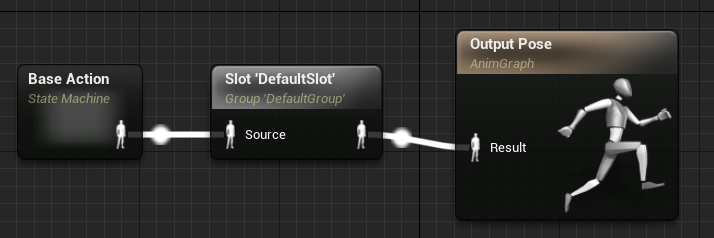 Base Action
State Machine
Slot 'DefaultSlot'
Group 'DefaultGroup'
Source
Output Pose
AnimGraph
Result